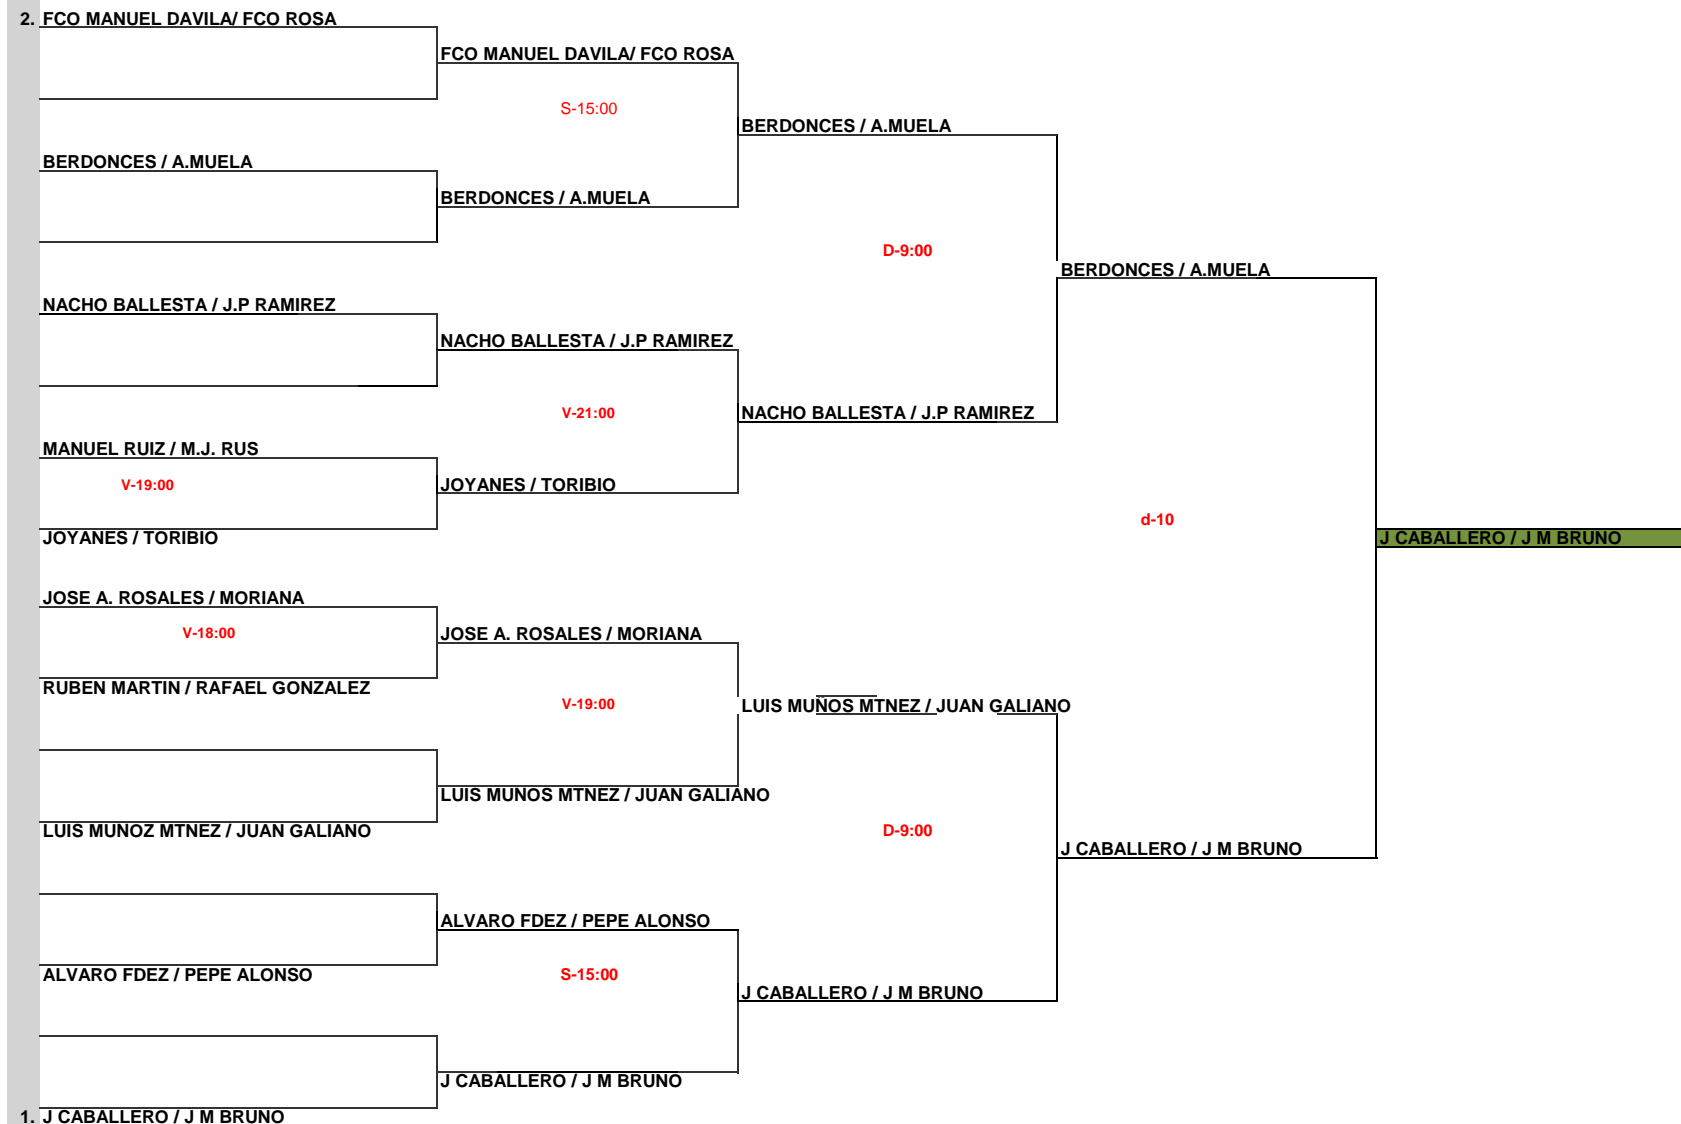 2. FCO MANUEL DAVILA/ FCO ROSA
FCO MANUEL DAVILA/ FCO ROSA
S-15:00
BERDONCES / A.MUELA
BERDONCES / A.MUELA
BERDONCES / A.MUELA
D-9:00
BERDONCES / A.MUELA
NACHO BALLESTA / J.P RAMIREZ
NACHO BALLESTA / J.P RAMIREZ
V-21:00
NACHO BALLESTA / J.P RAMIREZ
MANUEL RUIZ / M.J. RUS
V-19:00
JOYANES / TORIBIO
d-10
JOYANES / TORIBIO
J CABALLERO / J M BRUNO
JOSE A. ROSALES / MORIANA
V-18:00
JOSE A. ROSALES / MORIANA
RUBEN MARTIN / RAFAEL GONZALEZ
V-19:00
LUIS MUÑOS MTNEZ / JUAN GALIANO
LUIS MUNOS MTNEZ / JUAN GALIANO
LUIS MUNOZ MTNEZ / JUAN GALIANO
D-9:00
J CABALLERO / J M BRUNO
ALVARO FDEZ / PEPE ALONSO
ALVARO FDEZ / PEPE ALONSO
S-15:00
J CABALLERO / J M BRUNO
J CABALLERO / J M BRUNO
1. J CABALLERO / J M BRUNO